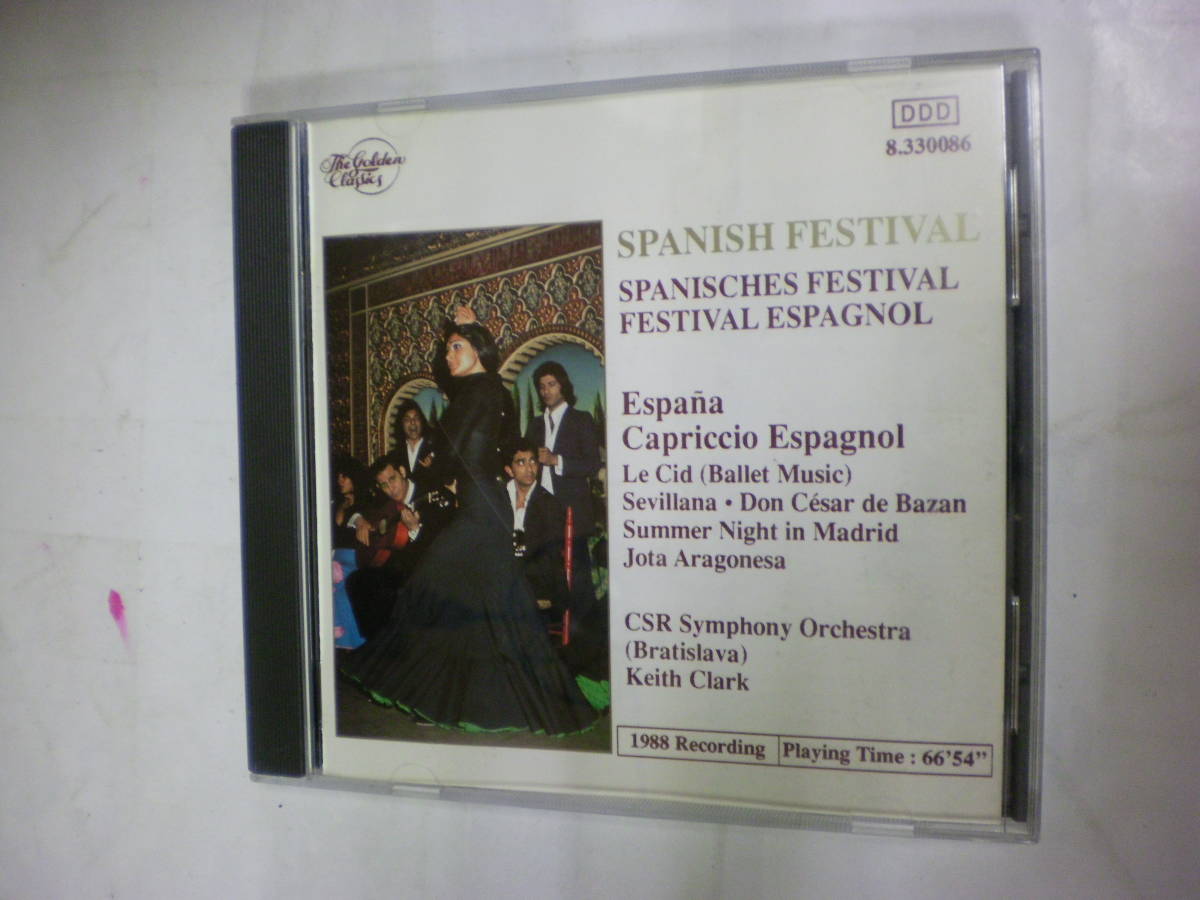 The Golden
Classics
DDD
8.330086
SPANISH FESTIVAL
SPANISCHES FESTIVAL
FESTIVAL ESPAGNOL
España
Capriccio Espagnol
Le Cid (Ballet Music)
Sevillana • Don César de Bazan
Summer Night in Madrid
Jota Aragonesa
CSR Symphony Orchestra
(Bratislava)
Keith Clark
1988 Recording Playing Time : 66'54"